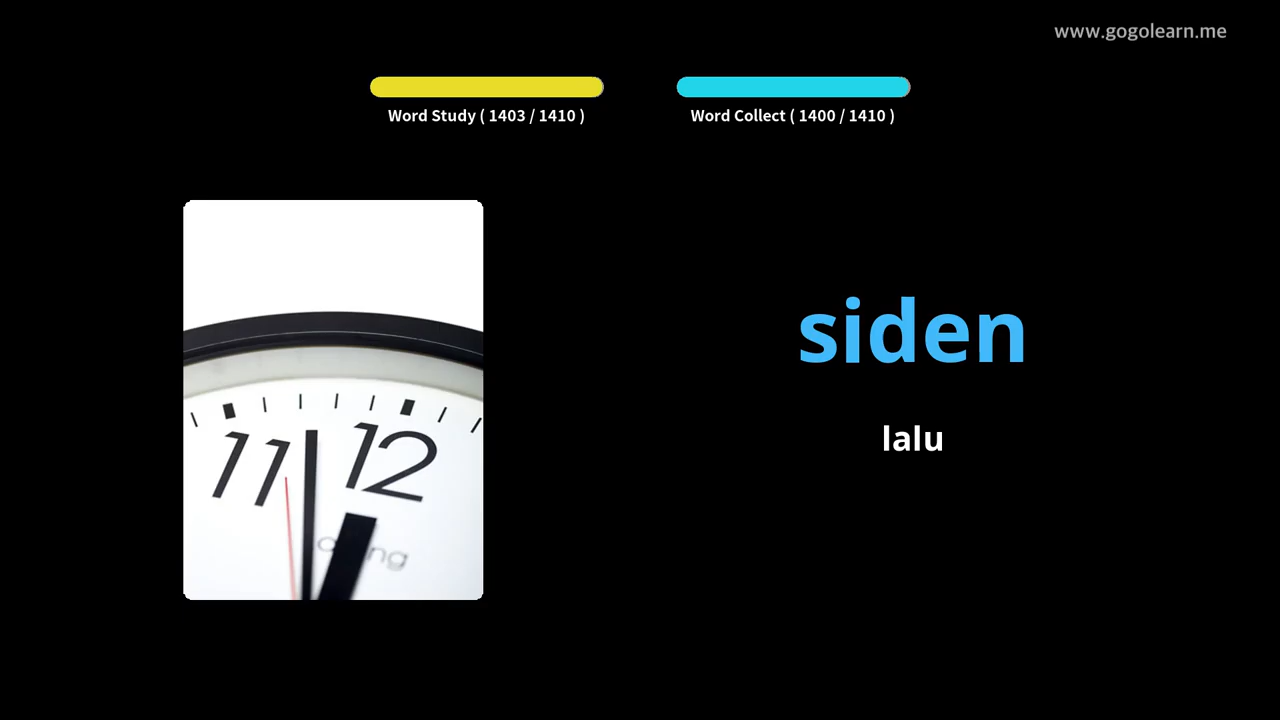 www.gogolearn.me
Word Study ( 1403 / 1410 )
Word Collect ( 1400 / 1410 )
siden
lalu
11
12